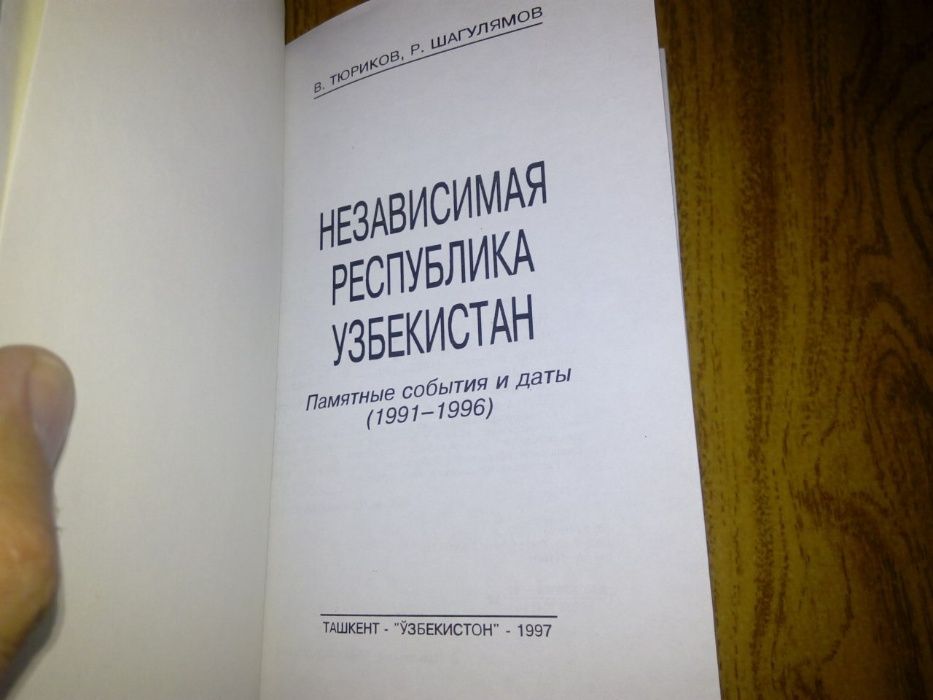 В. ТЮРИКОВ, Р. ШАГУЛЯМОВ
НЕЗАВИСИМАЯ
РЕСПУБЛИКА
УЗБЕКИСТАН
Памятные события и даты
(1991–1996)
ТАШКЕНТ - "ЎЗБЕКИСТОН" - 1997